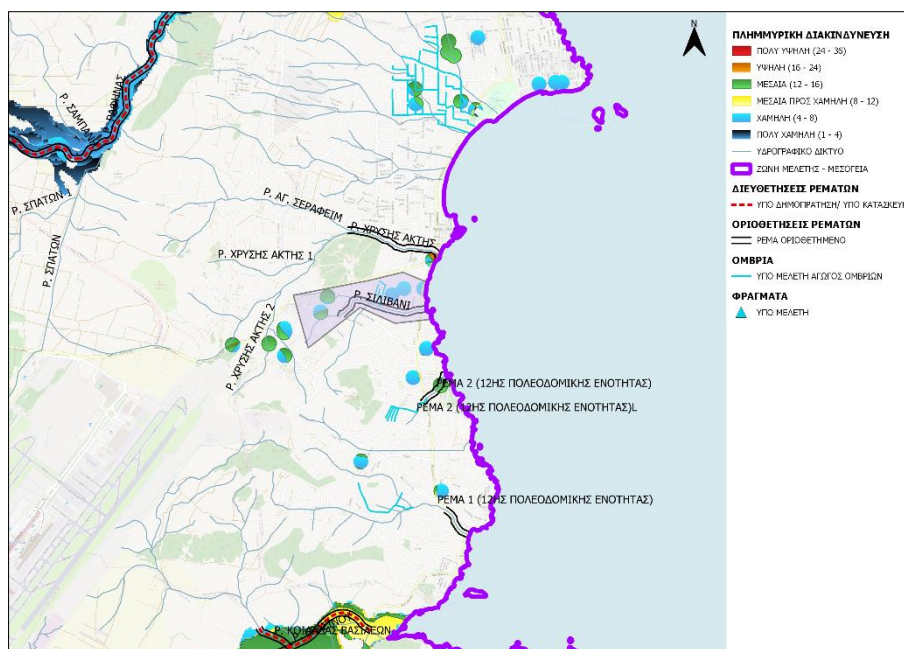 N
ΠΛΗΜΜΥΡΙΚΗ ΔΙΑΚΙΝΔΥΝΕΥΣΗ
ΠΟΛΥ ΥΨΗΛΗ (24 - 36)
ΥΨΗΛΗ (16 - 24)
ΜΕΣΑΙΑ (12 - 16)
ΜΕΣΑΙΑ ΠΡΟΣ ΧΑΜΗΛΗ (8 - 12)
ΧΑΜΗΛΗ (4 - 8)
ΠΟΛΥ ΧΑΜΗΛΗ (1 - 4)
ΥΔΡΟΓΡΑΦΙΚΟ ΔΙΚΤΥΟ
ΖΩΝΗ ΜΕΛΕΤΗΣ - ΜΕΣΟΓΕΙΑ
ΔΙΕΥΘΕΤΗΣΕΙΣ ΡΕΜΑΤΩΝ
ΥΠΟ ΔΗΜΟΠΡΑΤΗΣΗ/ ΥΠΟ ΚΑΤΑΣΚΕΥΗ
ΟΡΙΟΘΕΤΗΣΕΙΣ ΡΕΜΑΤΩΝ
ΡΕΜΑ ΟΡΙΟΘΕΤΗΜΕΝΟ
ΟΜΒΡΙΑ
ΥΠΟ ΜΕΛΕΤΗ ΑΓΩΓΟΣ ΟΜΒΡΙΩΝ
ΦΡΑΓΜΑΤΑ
ΥΠΟ ΜΕΛΕΤΗ
ΡΑΦΗΝΑΣ
Ρ. ΣΠΑΤΩΝ 1
Ρ. ΣΠΑΤΩΝ
Ρ. ΑΓ. ΣΕΡΑΦΕΙΜ
Ρ. ΧΡΥΣΗΣ ΑΚΤΗΣ
Ρ. ΧΡΥΣΗΣ ΑΚΤΗΣ 1
Ρ. ΣΙΛΙΒΑΝΙ
Ρ. ΧΡΥΣΗΣ ΑΚΤΗΣ 2
ΡΕΜΑ 2 (12ΗΣ ΠΟΛΕΟΔΟΜΙΚΗΣ ΕΝΟΤΗΤΑΣ)
ΡΕΜΑ 2 (12ΗΣ ΠΟΛΕΟΔΟΜΙΚΗΣ ΕΝΟΤΗΤΑΣ)L
ΡΕΜΑ 1 (12ΗΣ ΠΟΛΕΟΔΟΜΙΚΗΣ ΕΝΟΤΗΤΑΣ)
ΒΑΣΙΛΕΩΝ